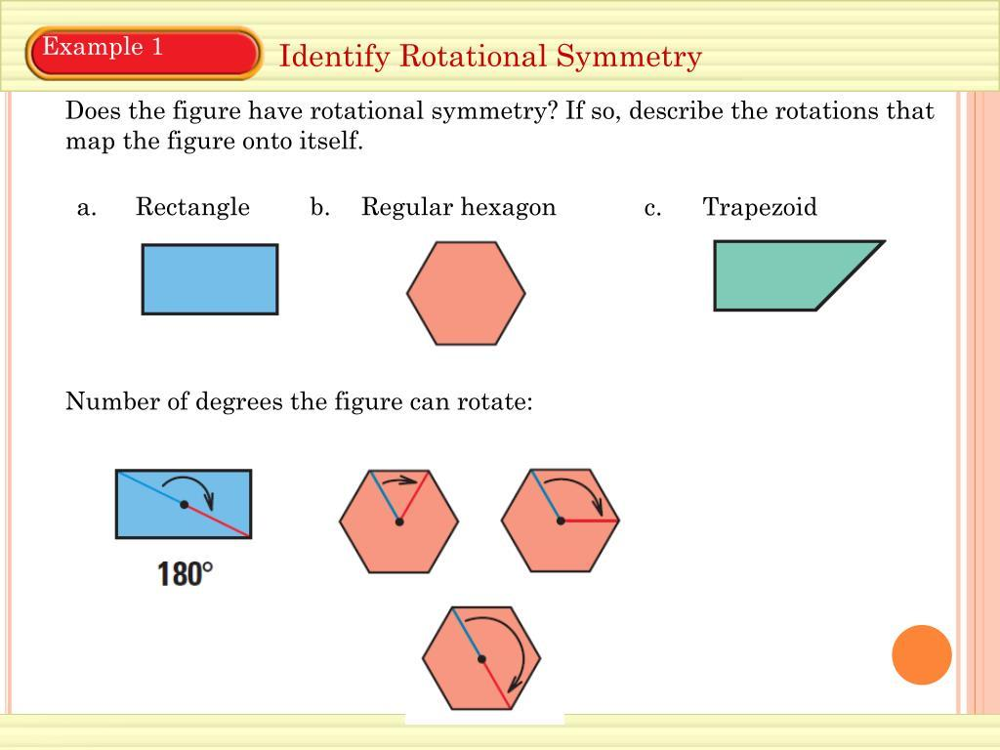 Example 1
Identify Rotational Symmetry
Does the figure have rotational symmetry? If so, describe the rotations that
map the figure onto itself.
a. Rectangle b. Regular hexagon c. Trapezoid
Number of degrees the figure can rotate:
180°